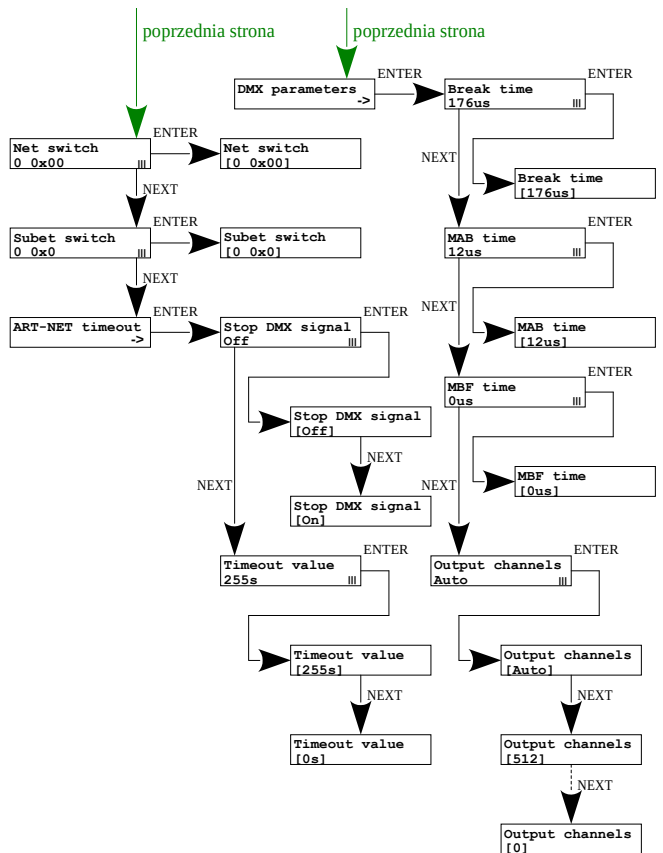 poprzednia strona
poprzednia strona
DMX parameters
->
ENTER
Break time
176us
ENTER
NEXT
Break time
[176us]
Net switch
0 0x00
ENTER
Net switch
[0 0x00]
NEXT
Subet switch
0 0x0
ENTER
Subet switch
[0 0x0]
NEXT
MAB time
12us
ENTER
NEXT
MAB time
[12us]
ART-NET timeout
->
ENTER
Stop DMX signal
Off
ENTER
NEXT
Stop DMX signal
[Off]
NEXT
Stop DMX signal
[On]
MBF time
0us
ENTER
NEXT
MBF time
[0us]
Timeout value
255s
ENTER
Timeout value
[255s]
NEXT
Timeout value
[0s]
Output channels
Auto
ENTER
Output channels
[Auto]
NEXT
Output channels
[512]
NEXT
Output channels
[0]